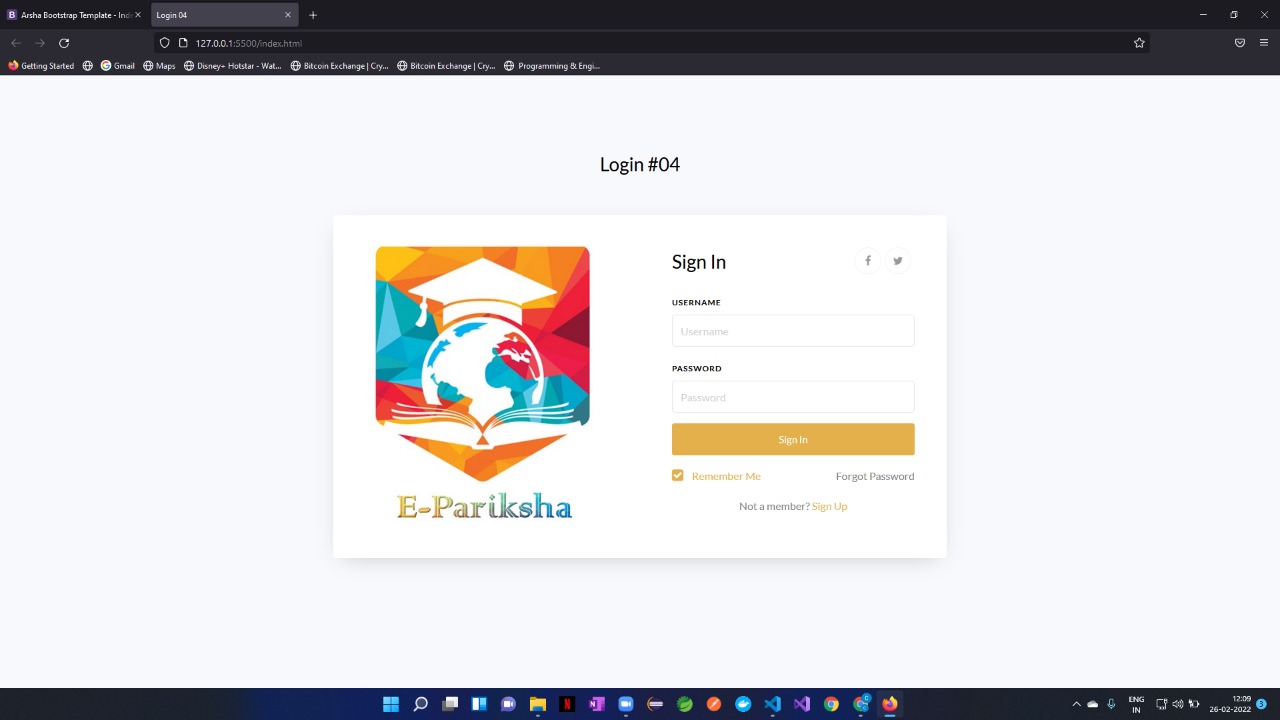 Arsha Bootstrap Template - Ind
Login 04
127.0.0.1:5500/index.html
Getting Started
Gmail
Maps
Disney+ Hotstar - Wat...
Bitcoin Exchange | Cry...
Bitcoin Exchange | Cry...
Programming & Engi...
Login #04
Sign In
USERNAME
Username
PASSWORD
Password
Sign In
Remember Me
Forgot Password
Not a member? Sign Up
E-Pariksha
ENG
IN
12:09
26-02-2022
3